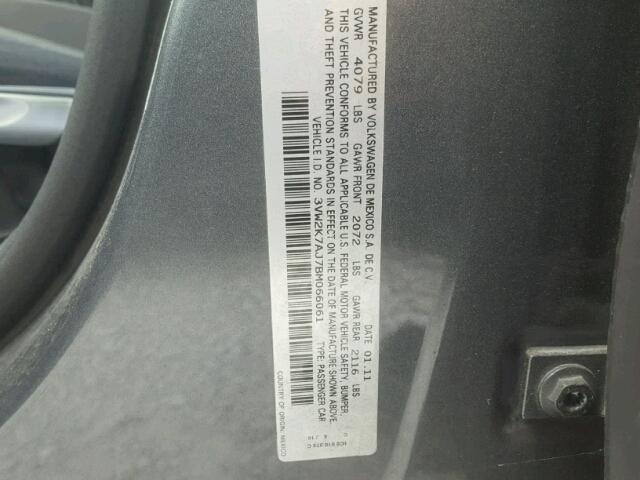 MANUFACTURED BY VOLKSWAGEN DE MEXICO S.A. DE C.V. DATE 01.11
GVWR 4079 LBS GAWR FRONT 2072 LBS GAWR REAR 2116 LBS
THIS VEHICLE CONFORMS TO ALL APPLICABLE U.S. FEDERAL MOTOR VEHICLE SAFETY, BUMPER,
AND THEFT PREVENTION STANDARDS IN EFFECT ON THE DATE OF MANUFACTURE SHOWN ABOVE.
VEHICLE I.D. NO. 3VW2K7AJ7BM066061 TYPE: PASSENGER CAR
COUNTRY OF ORIGIN: MEXICO